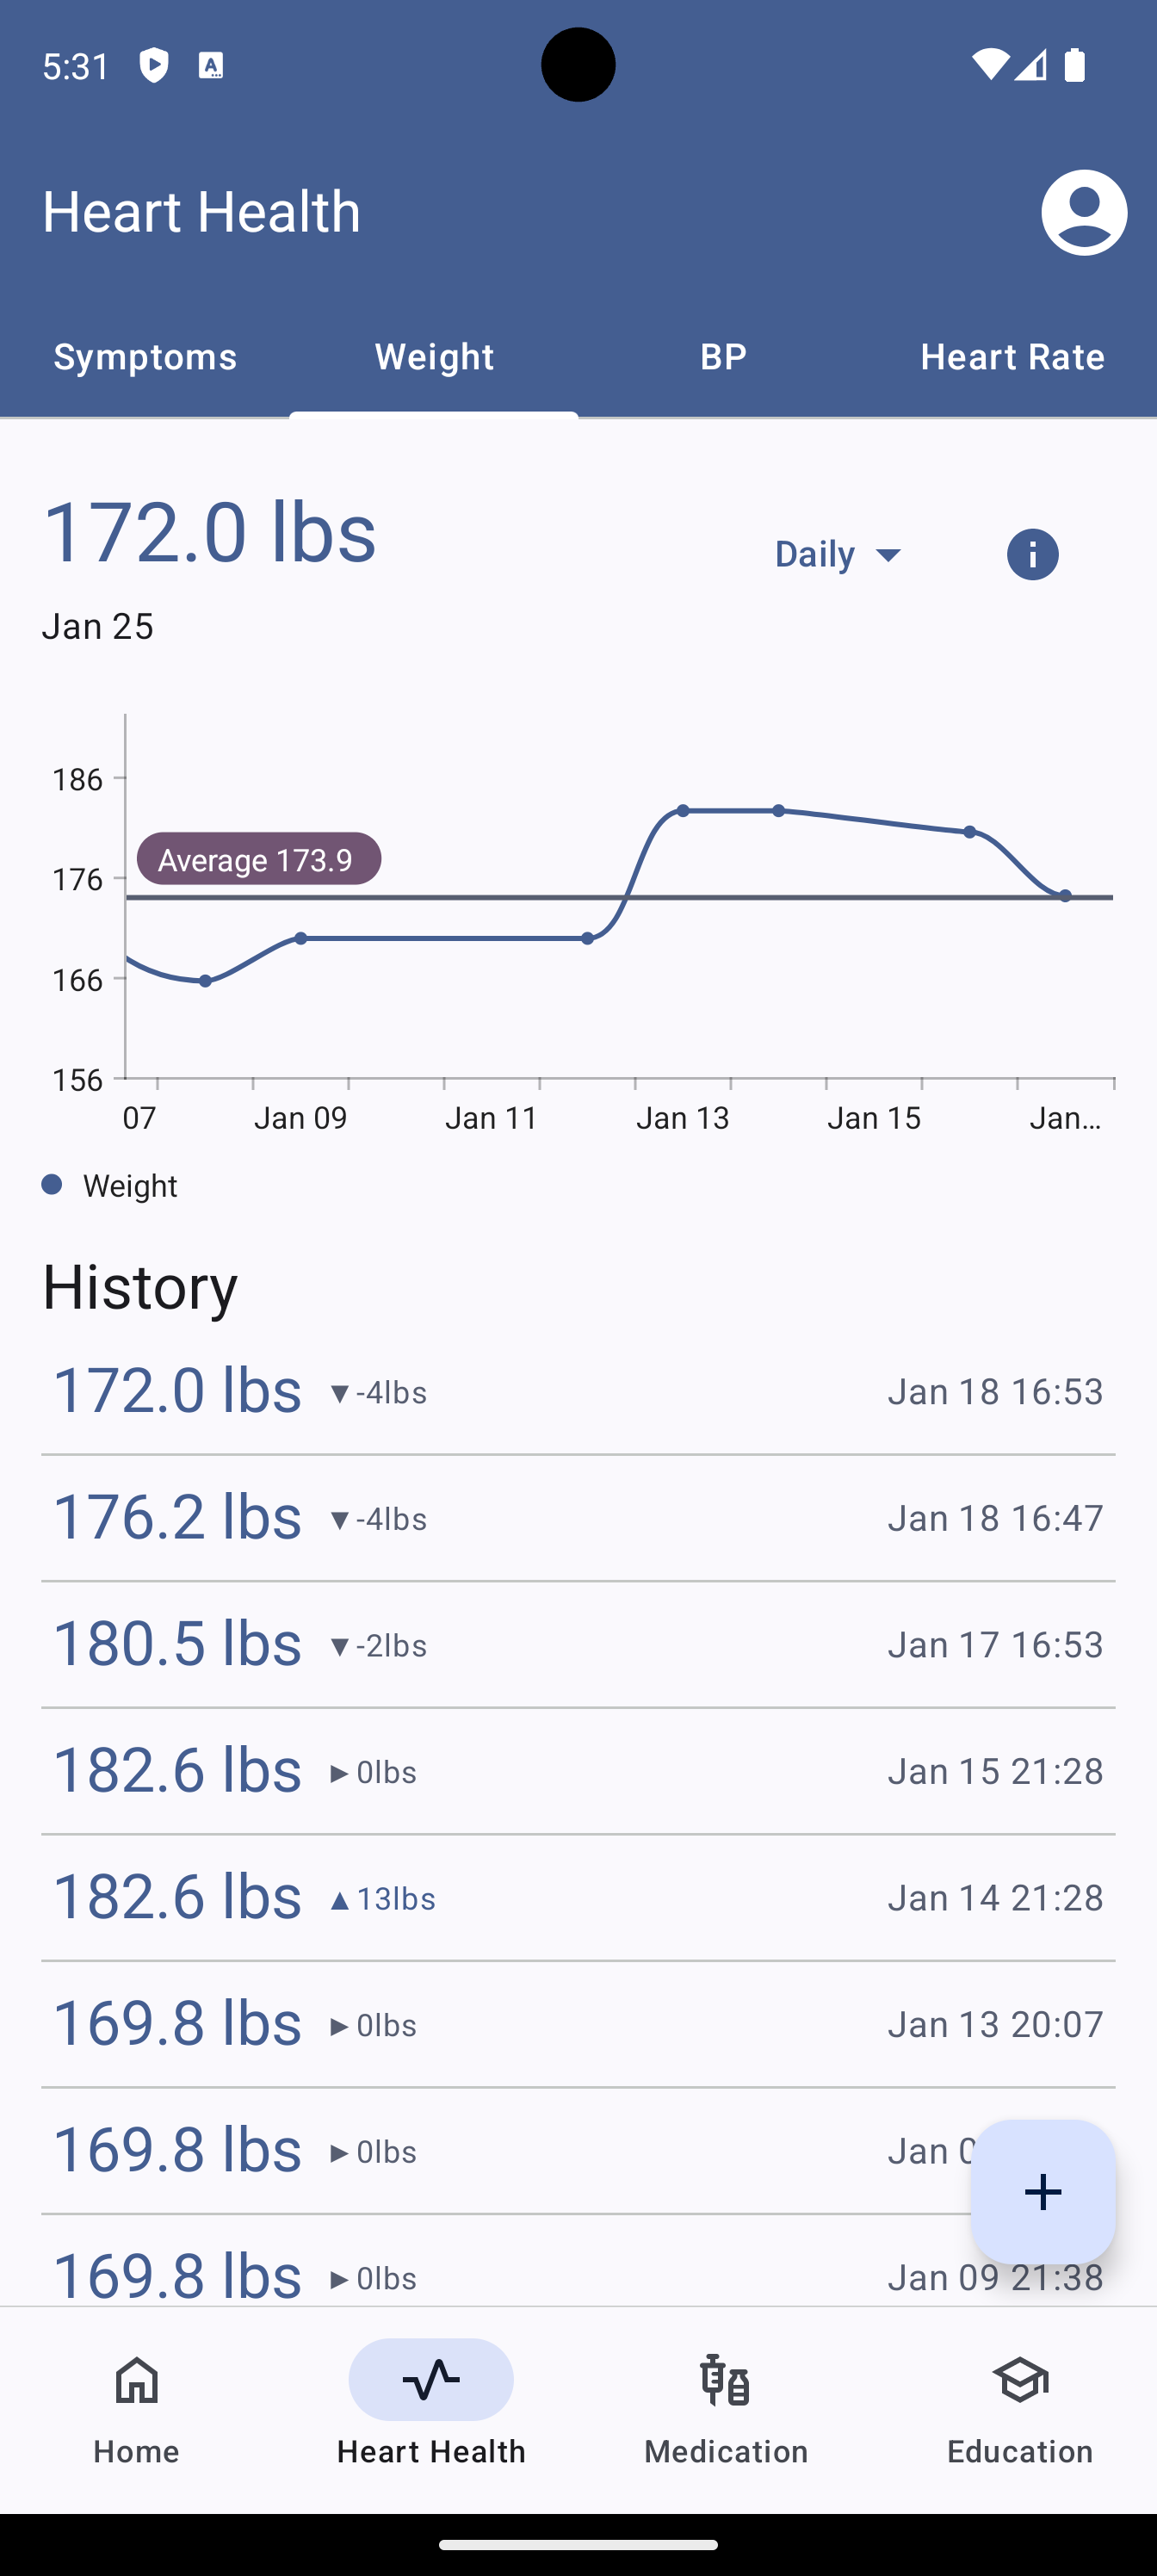 5:31
Heart Health
Symptoms Weight BP Heart Rate
172.0 lbs
Daily
Jan 25
186
Average 173.9
176
166
156
07 Jan 09 Jan 11 Jan 13 Jan 15 Jan…
Weight
History
172.0 lbs ▼-4lbs Jan 18 16:53
176.2 lbs ▼-4lbs Jan 18 16:47
180.5 lbs ▼-2lbs Jan 17 16:53
182.6 lbs ►0lbs Jan 15 21:28
182.6 lbs ▲13lbs Jan 14 21:28
169.8 lbs ►0lbs Jan 13 20:07
169.8 lbs ►0lbs Jan 0
169.8 lbs ►0lbs Jan 09 21:38
Home Heart Health Medication Education